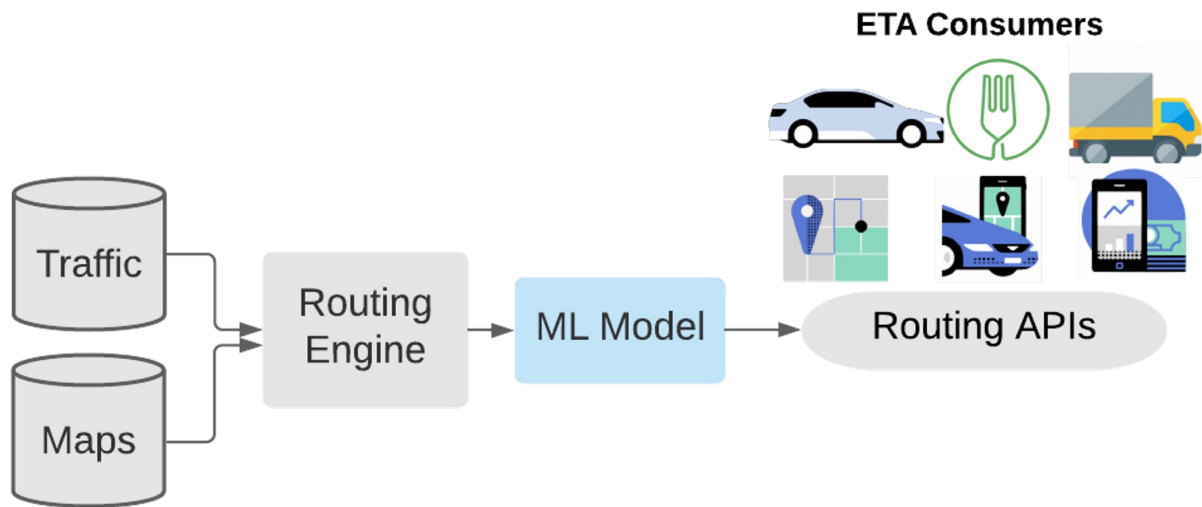 ETA Consumers
Traffic
Maps
Routing
Engine
ML Model
Routing APIs